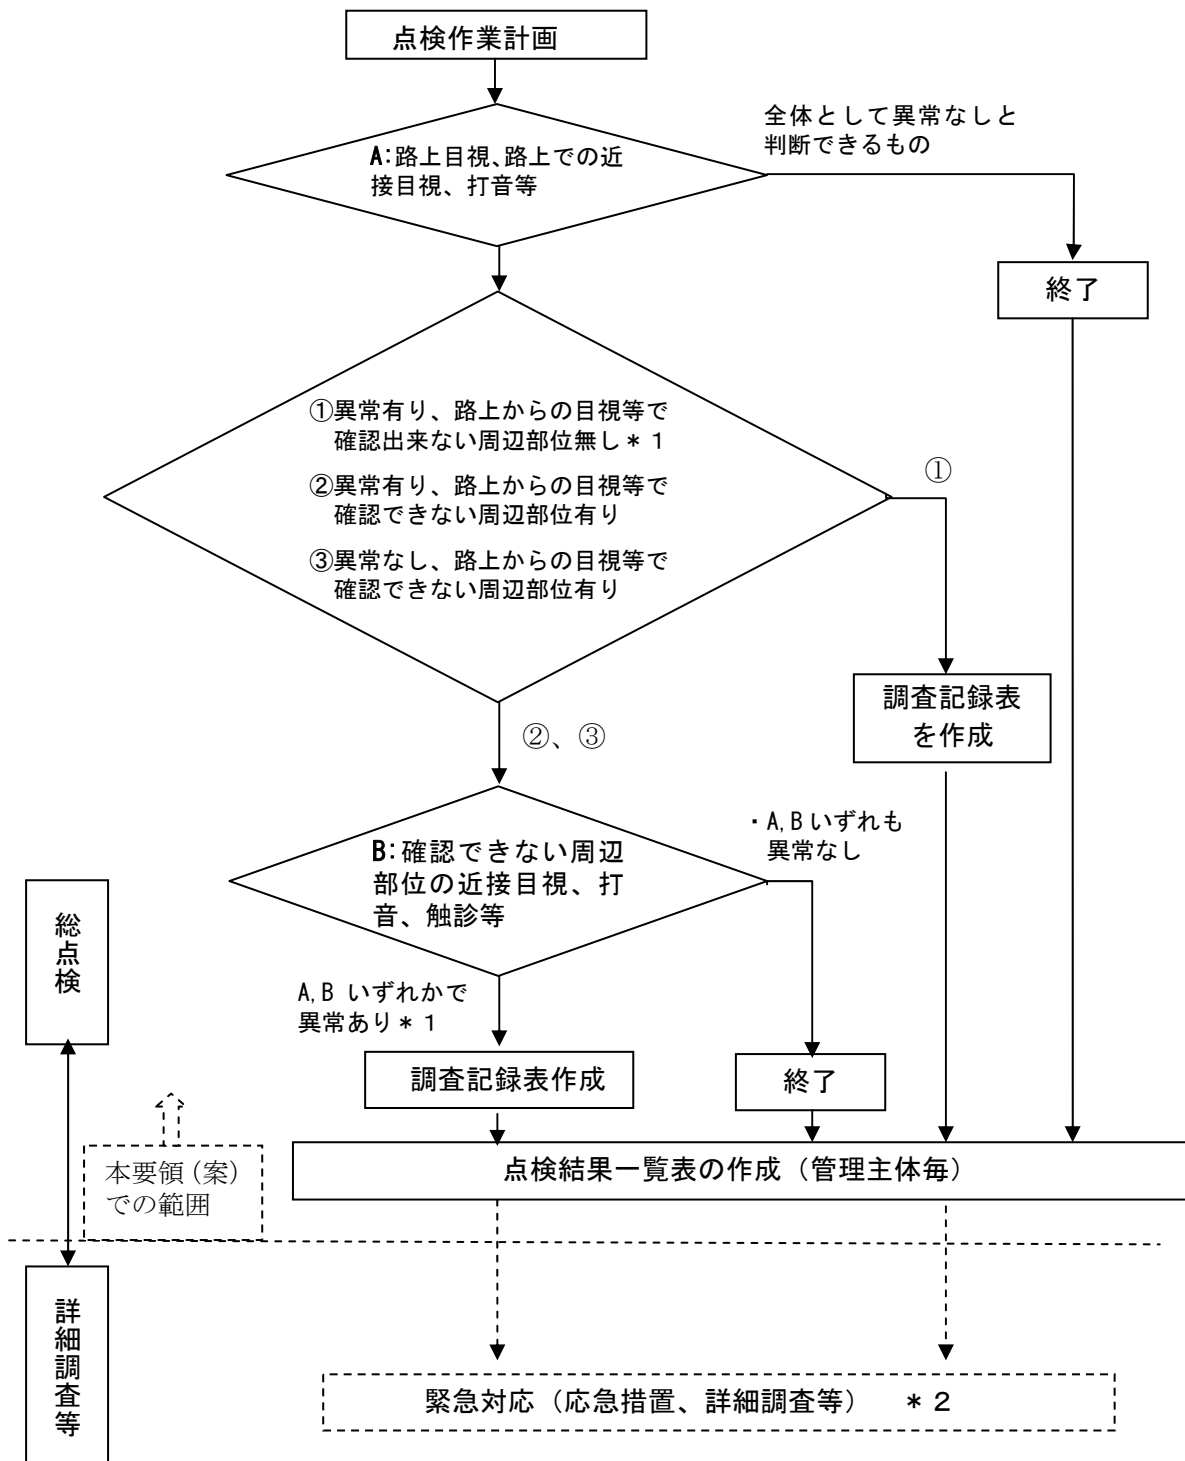 点検作業計画
全体として異常なしと
判断できるもの
A:路上目視、路上での近
接目視、打音等
終了
①異常有り、路上からの目視等で
確認出来ない周辺部位無し＊１
②異常有り、路上からの目視等で
確認できない周辺部位有り
③異常なし、路上からの目視等で
確認できない周辺部位有り
①
調査記録表
を作成
②、③
・A,Bいずれも
異常なし
B:確認できない周辺
部位の近接目視、打
音、触診等
総点検
A,B いずれかで
異常あり＊１
調査記録表作成
終了
本要領（案）
での範囲
点検結果一覧表の作成（管理主体毎）
詳細調査等
緊急対応（応急措置、詳細調査等）　＊２